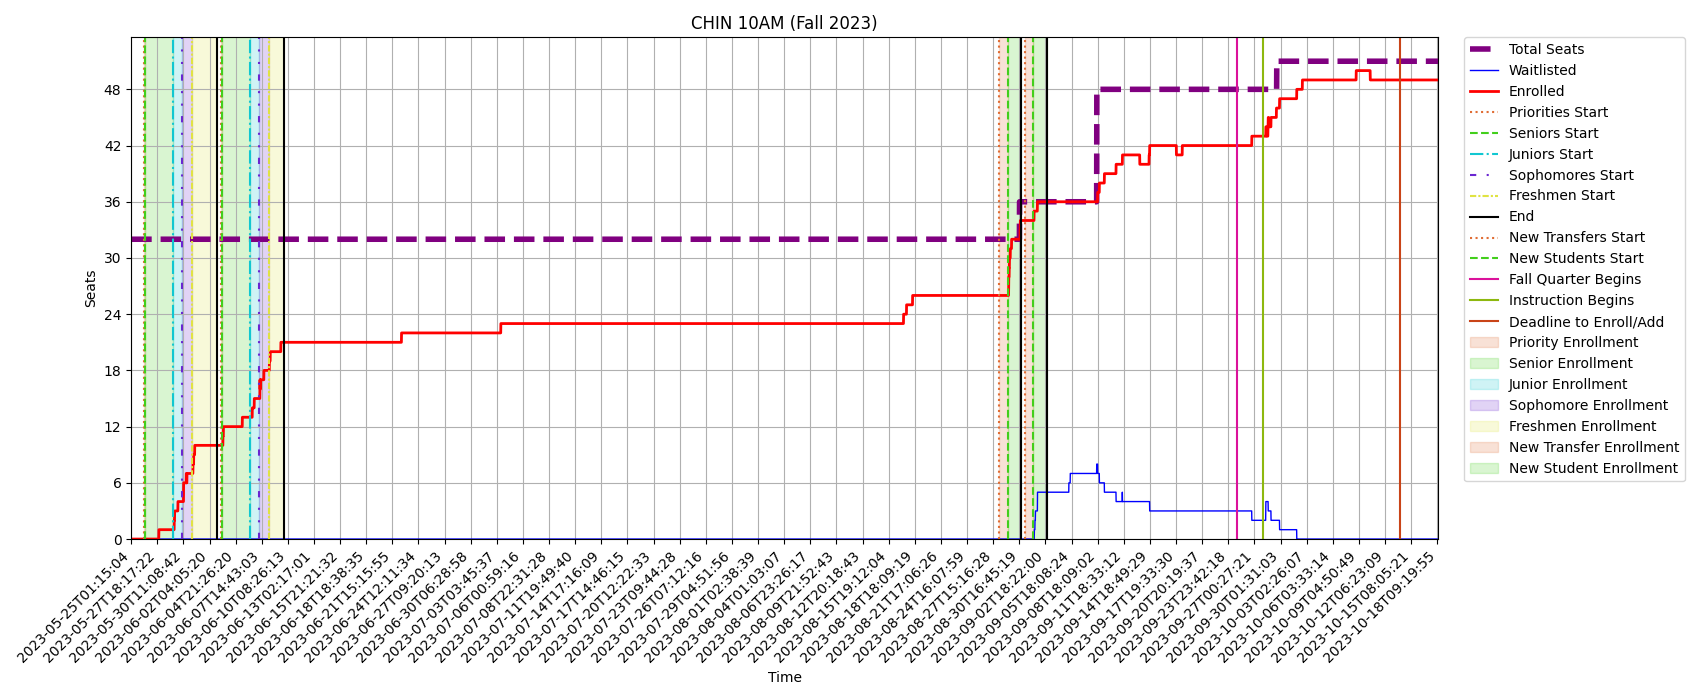 CHIN 10AM (Fall 2023)
Seats
48
42
36
30
24
18
12
6
0
2023-05-25T01:15:04
2023-05-27T18:17:22
2023-05-30T11:08:42
2023-06-02T04:05:20
2023-06-04T21:26:20
2023-06-07T14:43:03
2023-06-10T08:26:13
2023-06-13T02:17:01
2023-06-15T21:21:32
2023-06-18T18:38:35
2023-06-21T15:15:55
2023-06-24T12:11:34
2023-06-27T09:20:13
2023-06-30T06:28:58
2023-07-03T03:45:37
2023-07-06T00:59:16
2023-07-08T22:31:28
2023-07-11T19:49:40
2023-07-14T17:16:09
2023-07-17T14:46:15
2023-07-20T12:22:33
2023-07-23T09:44:28
2023-07-26T07:12:16
2023-07-29T04:51:56
2023-08-01T02:38:39
2023-08-04T01:03:07
2023-08-06T23:26:17
2023-08-09T21:52:43
2023-08-12T20:18:43
2023-08-15T19:12:04
2023-08-18T18:09:19
2023-08-21T17:06:26
2023-08-24T16:07:59
2023-08-27T15:16:28
2023-08-30T16:45:19
2023-09-02T18:22:00
2023-09-05T18:08:24
2023-09-08T18:09:02
2023-09-11T18:33:12
2023-09-14T18:49:29
2023-09-17T19:33:30
2023-09-20T20:19:37
2023-09-23T23:42:18
2023-09-27T00:27:21
2023-09-30T01:31:03
2023-10-03T02:26:07
2023-10-06T03:33:14
2023-10-09T04:50:49
2023-10-12T06:23:09
2023-10-15T08:05:21
2023-10-18T09:19:55
Time
Total Seats
Waitlisted
Enrolled
Priorities Start
Seniors Start
Juniors Start
Sophomores Start
Freshmen Start
End
New Transfers Start
New Students Start
Fall Quarter Begins
Instruction Begins
Deadline to Enroll/Add
Priority Enrollment
Senior Enrollment
Junior Enrollment
Sophomore Enrollment
Freshmen Enrollment
New Transfer Enrollment
New Student Enrollment